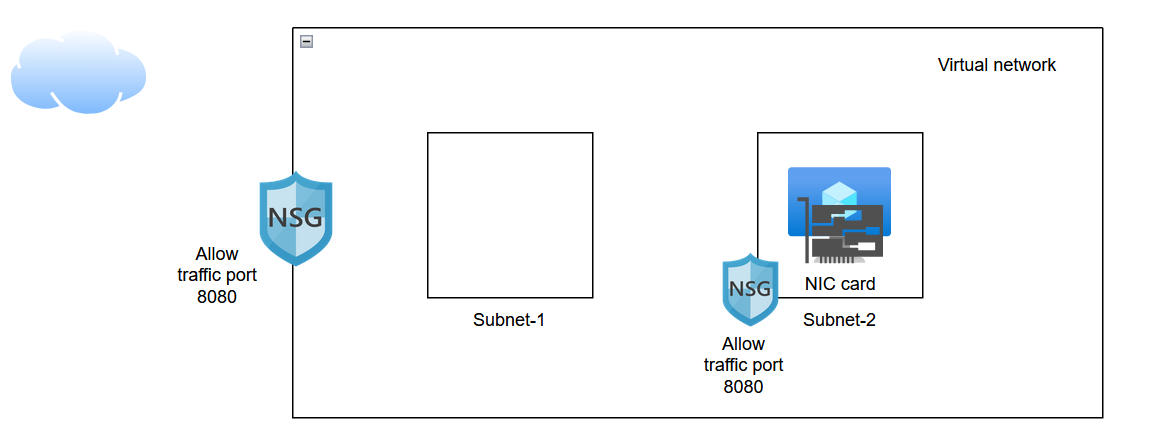 Virtual network
NSG
Allow
traffic port
8080
Subnet-1
NIC card
NSG
Subnet-2
Allow
traffic port
8080